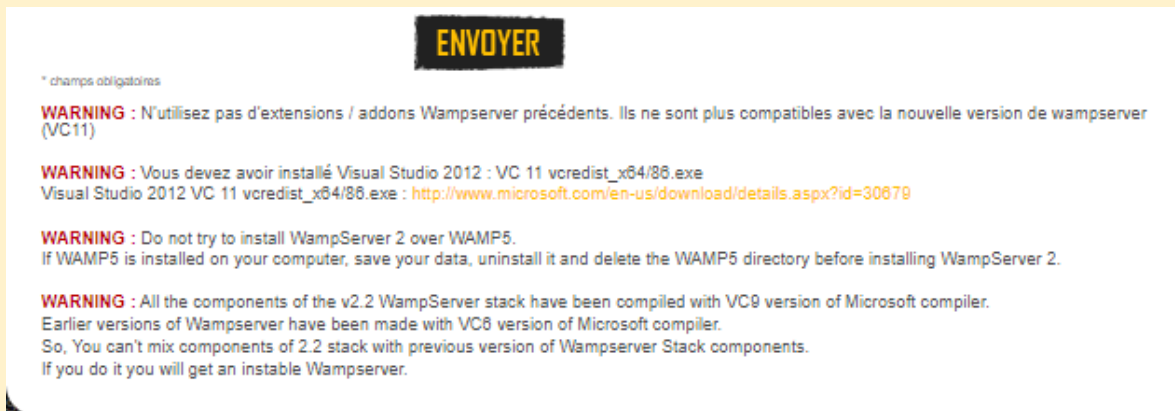 ENVOYER
* champs obligatoires
WARNING : N'utilisez pas d'extensions / addons Wampserver précédents. Ils ne sont plus compatibles avec la nouvelle version de wampserver
(VC11)
WARNING : Vous devez avoir installé Visual Studio 2012 : VC 11 vcredist_x64/86.exe
Visual Studio 2012 VC 11 vcredist_x64/86.exe : http://www.microsoft.com/en-us/download/details.aspx?id=30679
WARNING : Do not try to install WampServer 2 over WAMP5.
If WAMP5 is installed on your computer, save your data, uninstall it and delete the WAMP5 directory before installing WampServer 2.
WARNING : All the components of the v2.2 WampServer stack have been compiled with VC9 version of Microsoft compiler.
Earlier versions of Wampserver have been made with VC6 version of Microsoft compiler.
So, You can't mix components of 2.2 stack with previous version of Wampserver Stack components.
If you do it you will get an instable Wampserver.